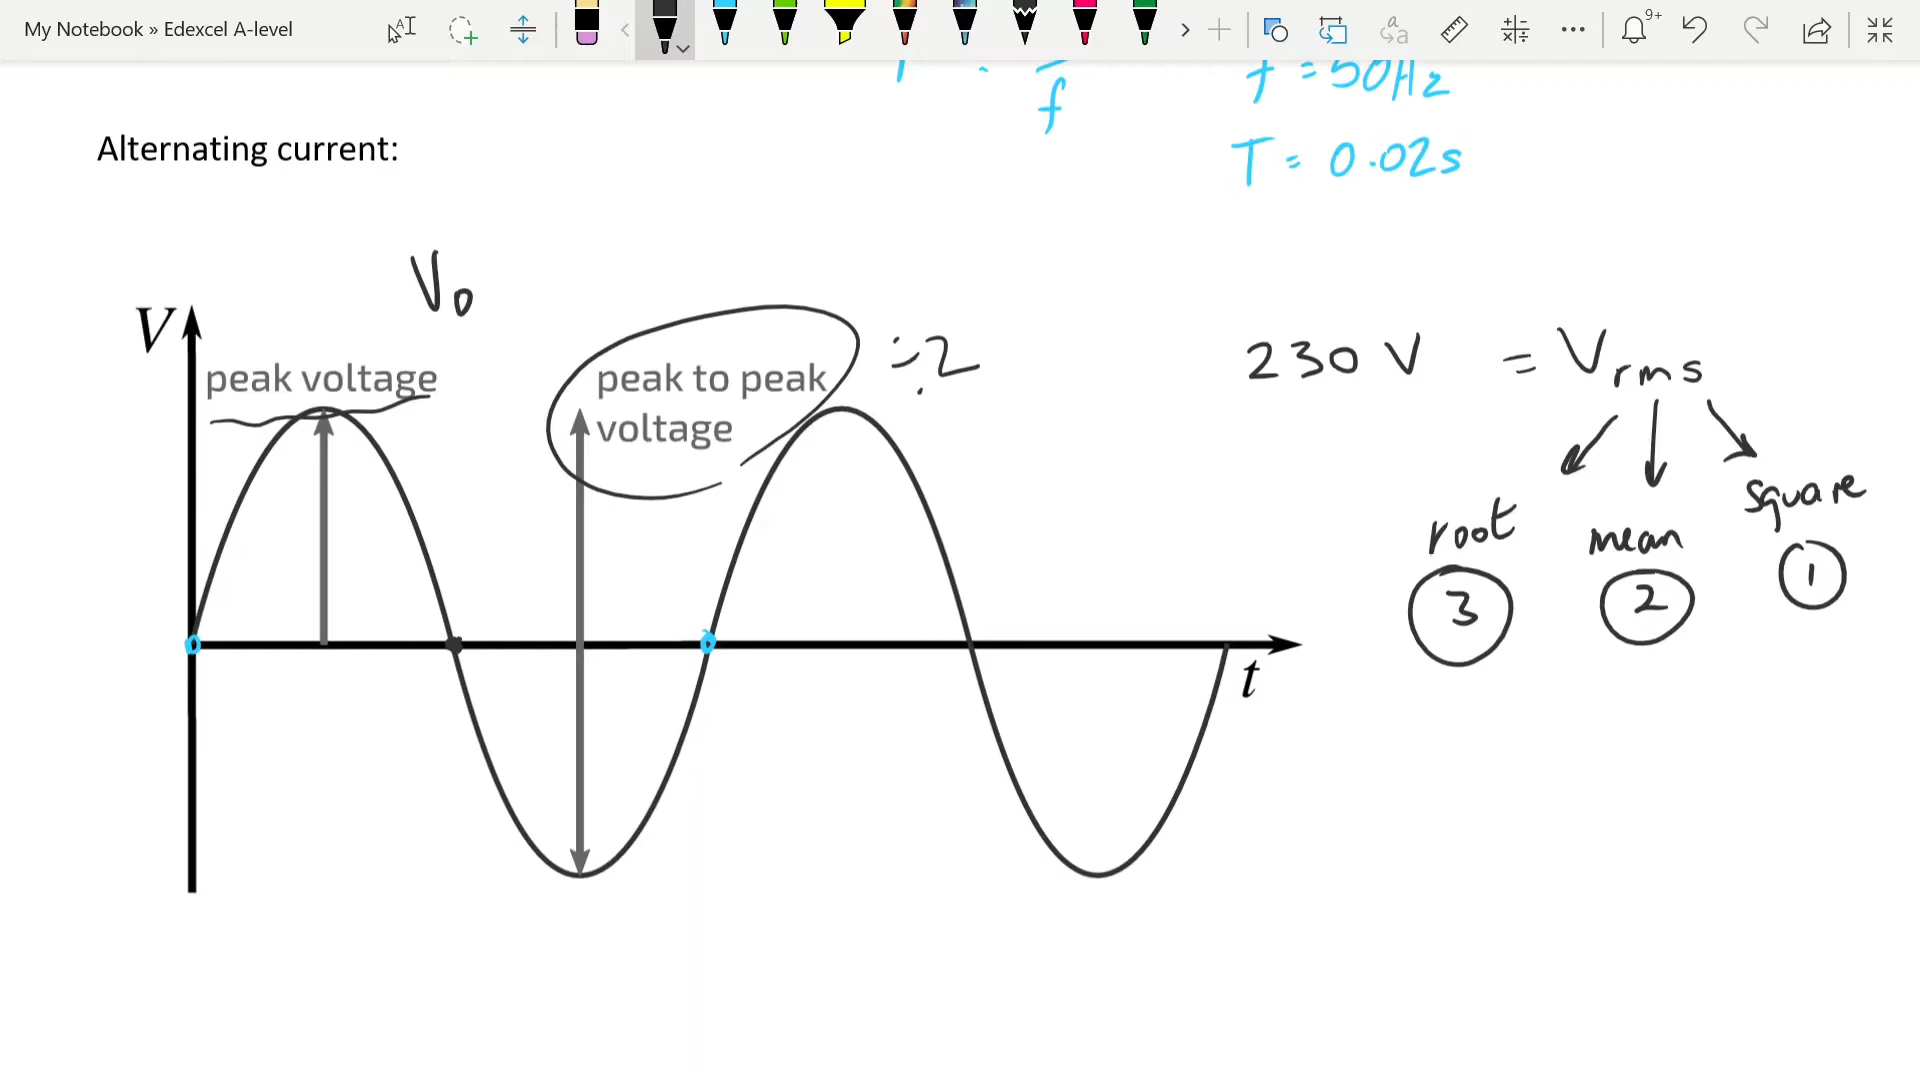 My Notebook » Edexcel A-level
9+
f = 50Hz
f
Alternating current:
T = 0.02s
V₀
V
peak voltage
peak to peak
voltage
÷2
230 V = Vrms
root
mean
square
3
2
1
t